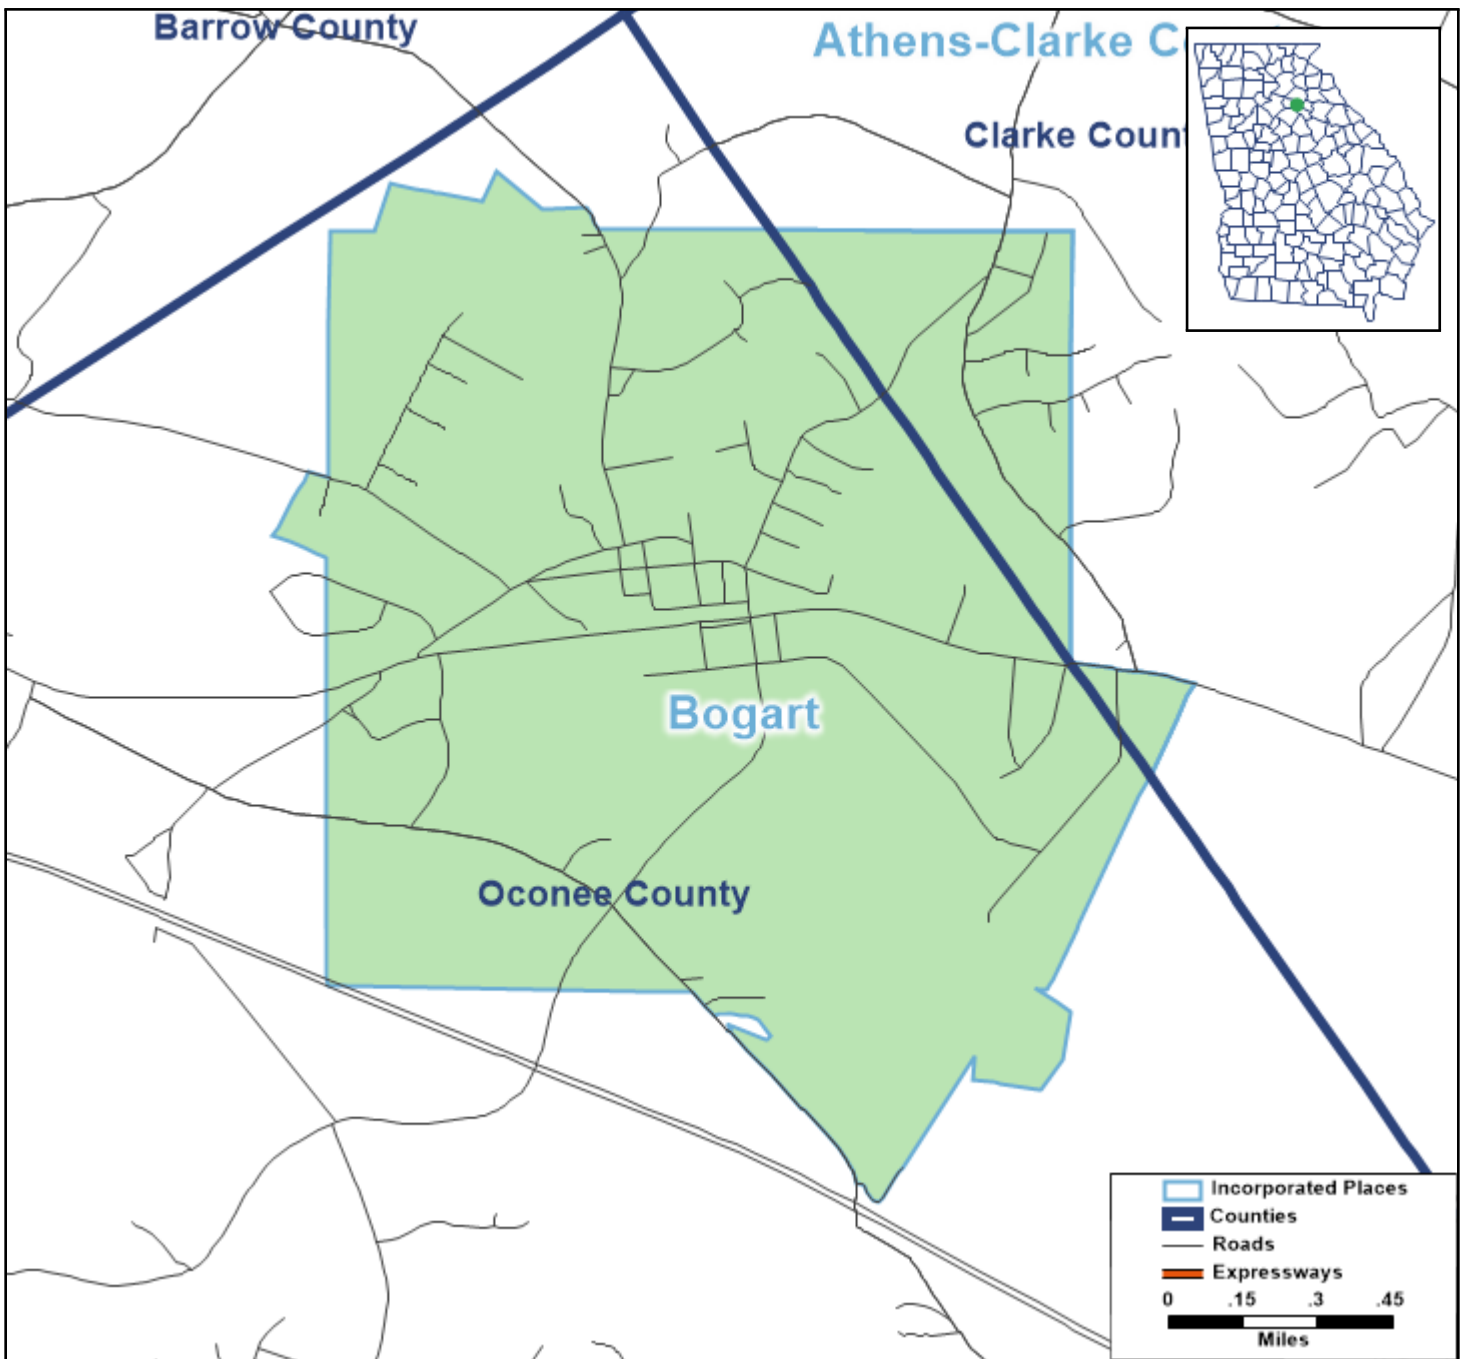 Barrow County
Athens-Clarke C
Clarke Count
Bogart
Oconee County
Incorporated Places
Counties
Roads
Expressways
0 .15 .3 .45
Miles